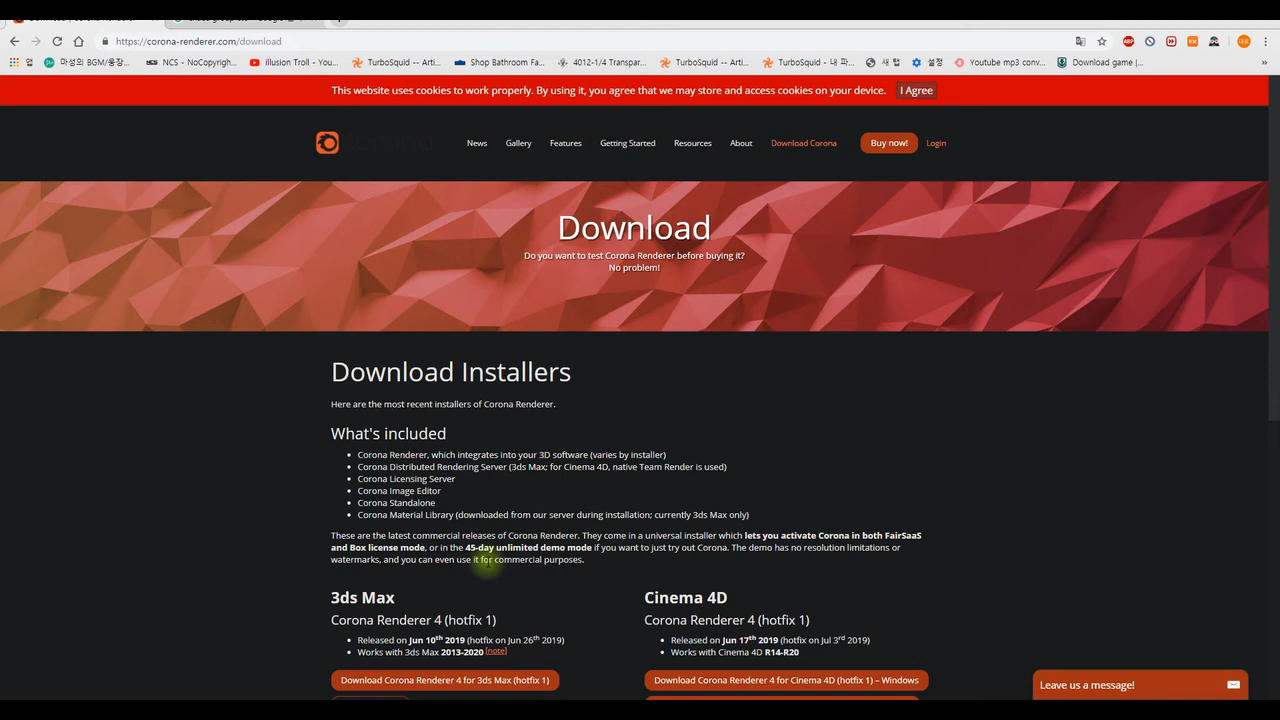 https://corona-renderer.com/download
앱
마성의 BGM/웅장...
NCS - NoCopyrigh...
illusion Troll - You...
TurboSquid -- Arti...
Shop Bathroom Fa...
4012-1/4 Transpar...
TurboSquid -- Arti...
TurboSquid - 내 파...
새 탭
설정
Youtube mp3 conv...
Download game |...
»
This website uses cookies to work properly. By using it, you agree that we may store and access cookies on your device.
I Agree
News
Gallery
Features
Getting Started
Resources
About
Download Corona
Buy now!
Login
Download
Do you want to test Corona Renderer before buying it?
No problem!
Download Installers
Here are the most recent installers of Corona Renderer.
What's included
• Corona Renderer, which integrates into your 3D software (varies by installer)
• Corona Distributed Rendering Server (3ds Max; for Cinema 4D, native Team Render is used)
• Corona Licensing Server
• Corona Image Editor
• Corona Standalone
• Corona Material Library (downloaded from our server during installation; currently 3ds Max only)
These are the latest commercial releases of Corona Renderer. They come in a universal installer which lets you activate Corona in both FairSaaS
and Box license mode, or in the 45-day unlimited demo mode if you want to just try out Corona. The demo has no resolution limitations or
watermarks, and you can even use it for commercial purposes.
3ds Max
Corona Renderer 4 (hotfix 1)
• Released on Jun 10th 2019 (hotfix on Jun 26th 2019)
• Works with 3ds Max 2013-2020 [note]
Download Corona Renderer 4 for 3ds Max (hotfix 1)
Cinema 4D
Corona Renderer 4 (hotfix 1)
• Released on Jun 17th 2019 (hotfix on Jul 3rd 2019)
• Works with Cinema 4D R14-R20
Download Corona Renderer 4 for Cinema 4D (hotfix 1) – Windows
Leave us a message!